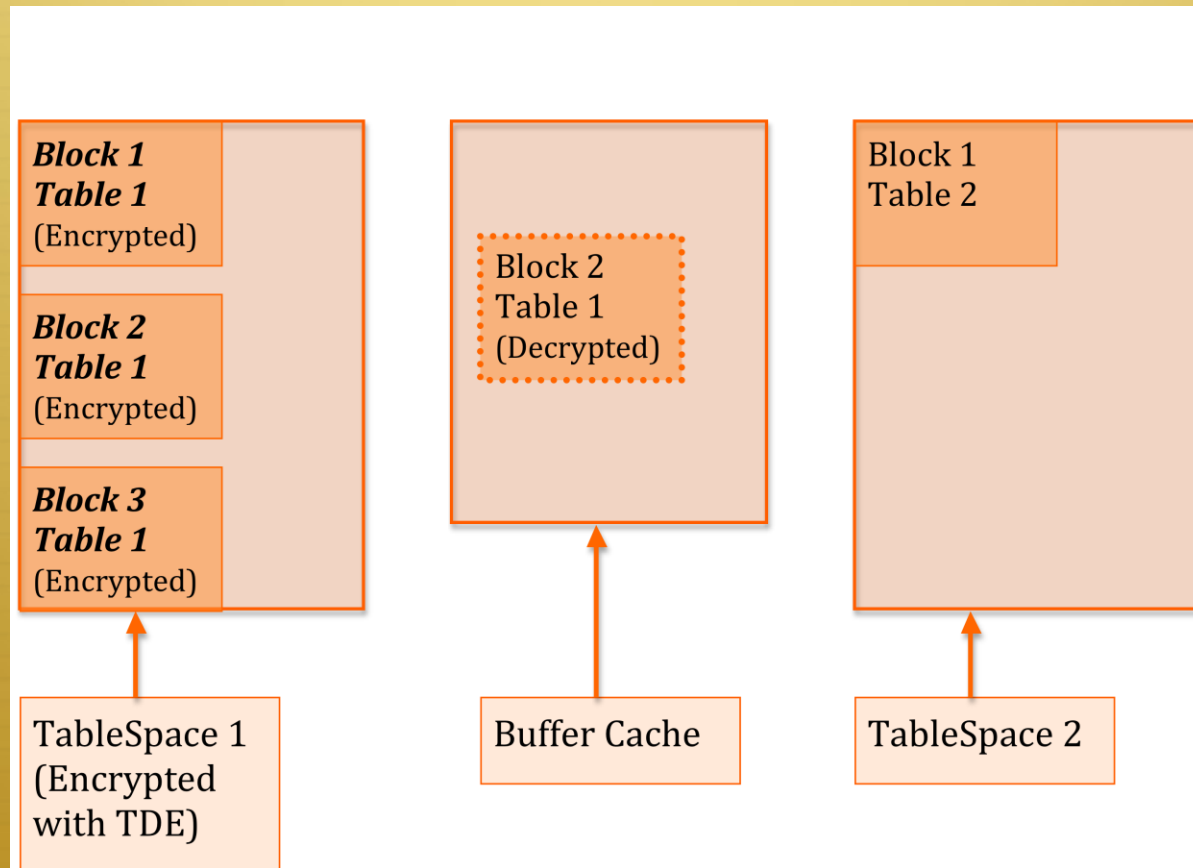 Block 1
Table 1
(Encrypted)
Block 2
Table 1
(Encrypted)
Block 3
Table 1
(Encrypted)
TableSpace 1
(Encrypted
with TDE)
Block 2
Table 1
(Decrypted)
Buffer Cache
Block 1
Table 2
TableSpace 2